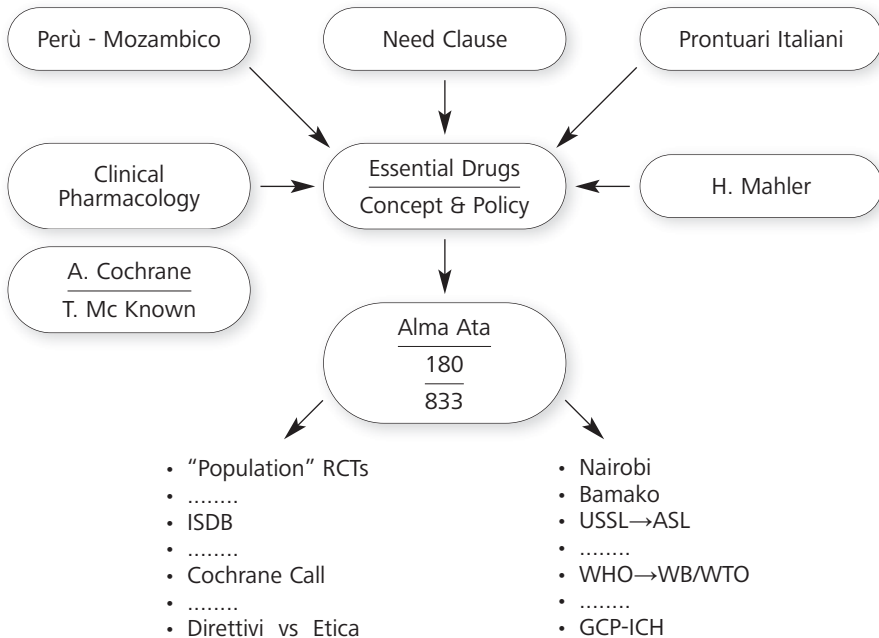 Perù - Mozambico
Need Clause
Prontuari Italiani
Clinical
Pharmacology
Essential Drugs
Concept & Policy
H. Mahler
A. Cochrane
T. Mc Known
Alma Ata
180
833
• “Population” RCTs
• ........
• ISDB
• ........
• Cochrane Call
• ........
• Direttivi vs Etica
• Nairobi
• Bamako
• USSL→ASL
• ........
• WHO→WB/WTO
• ........
• GCP-ICH